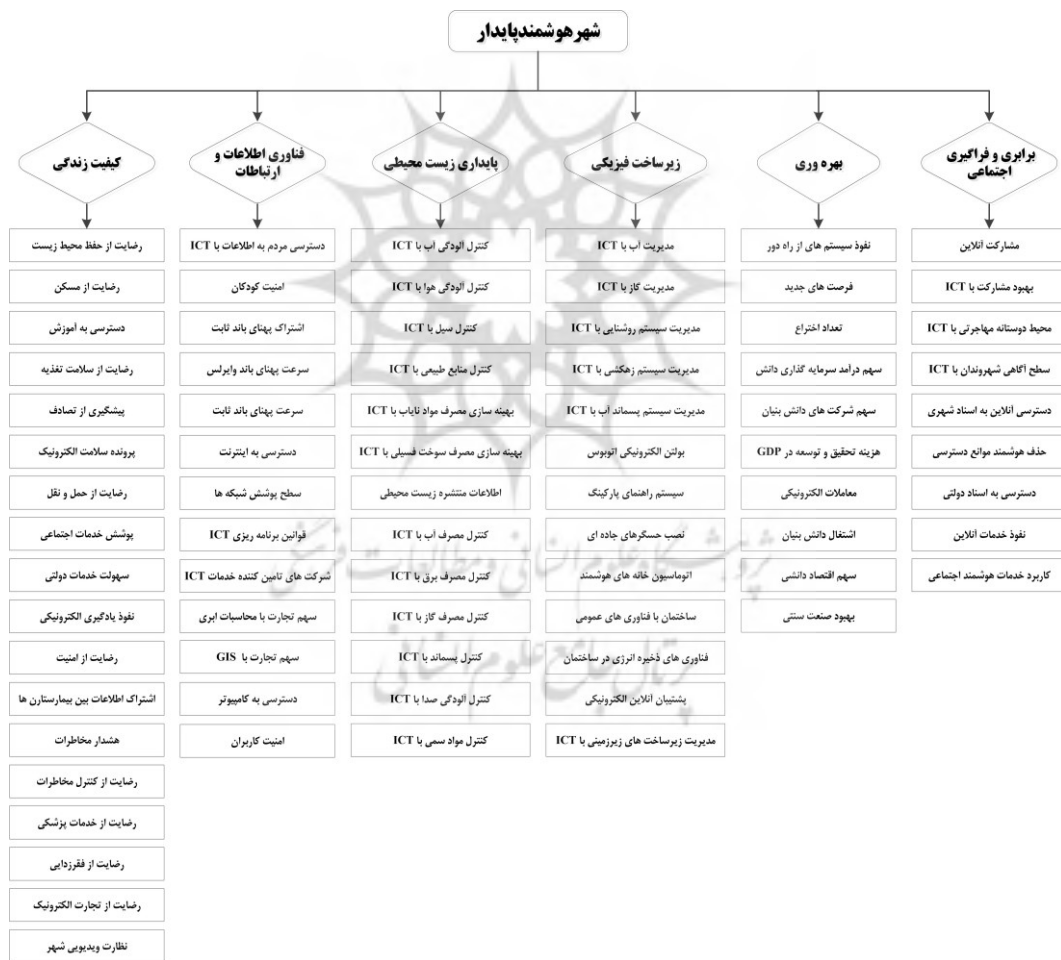 شهر هوشمند پایدار
برابری و فراگیری
اجتماعی
بهره وری
زیرساخت فیزیکی
پایداری زیست محیطی
فناوری اطلاعات و
ارتباطات
کیفیت زندگی
مشارکت آنلاین
بهبود مشارکت با ICT
محیط دوستانه مهاجرتی با ICT
سطح آگاهی شهروندان با ICT
دسترسی آنلاین به اسناد شهری
حذف هوشمند موانع دسترسی
دسترسی به اسناد دولتی
نفوذ خدمات آنلاین
کاربرد خدمات هوشمند اجتماعی
نفوذ سیستم های از راه دور
فرصت های جدید
تعداد اختراع
سهم درآمد سرمایه گذاری دانش
سهم شرکت های دانش بنیان
هزینه تحقیق و توسعه در GDP
معاملات الکترونیکی
اشتغال دانش بنیان
سهم اقتصاد دانشی
بهبود صنعت سنتی
مدیریت آب با ICT
مدیریت گاز با ICT
مدیریت سیستم روشنایی با ICT
مدیریت سیستم زهکشی با ICT
مدیریت سیستم پسماند آب با ICT
بولتن الکترونیکی اتوبوس
سیستم راهنمای پارکینگ
نصب حسگرهای جاده ای
اتوماسیون خانه های هوشمند
ساختمان با فناوری های عمومی
فناوری های ذخیره انرژی در ساختمان
پشتیبان آنلاین الکترونیکی
مدیریت زیرساخت های زیرزمینی با ICT
کنترل آلودگی آب با ICT
کنترل آلودگی هوا با ICT
کنترل سیل با ICT
کنترل منابع طبیعی با ICT
بهینه سازی مصرف مواد نایاب با ICT
بهینه سازی مصرف سوخت فسیلی با ICT
اطلاعات منتشره زیست محیطی
کنترل مصرف آب با ICT
کنترل مصرف برق با ICT
کنترل مصرف گاز با ICT
کنترل پسماند با ICT
کنترل آلودگی صدا با ICT
کنترل مواد سمی با ICT
دسترسی مردم به اطلاعات با ICT
امنیت کودکان
اشتراک پهنای باند ثابت
سرعت پهنای باند وایرلس
سرعت پهنای باند ثابت
دسترسی به اینترنت
سطح پوشش شبکه ها
قوانین برنامه ریزی ICT
شرکت های تامین کننده خدمات ICT
سهم تجارت با محاسبات ابری
سهم تجارت با GIS
دسترسی به کامپیوتر
امنیت کاربران
رضایت از حفظ محیط زیست
رضایت از مسکن
دسترسی به آموزش
رضایت از سلامت تغذیه
پیشگیری از تصادف
پرونده سلامت الکترونیک
رضایت از حمل و نقل
پوشش خدمات اجتماعی
سهولت خدمات دولتی
نفوذ یادگیری الکترونیکی
رضایت از امنیت
اشتراک اطلاعات بین بیمارستارن ها
هشدار مخاطرات
رضایت از کنترل مخاطرات
رضایت از خدمات پزشکی
رضایت از فقرزدایی
رضایت از تجارت الکترونیک
نظارت ویدیویی شهر
پژوهشگاه علوم انسانی و مطالعات فرهنگی
پرتال جامع علوم انسانی